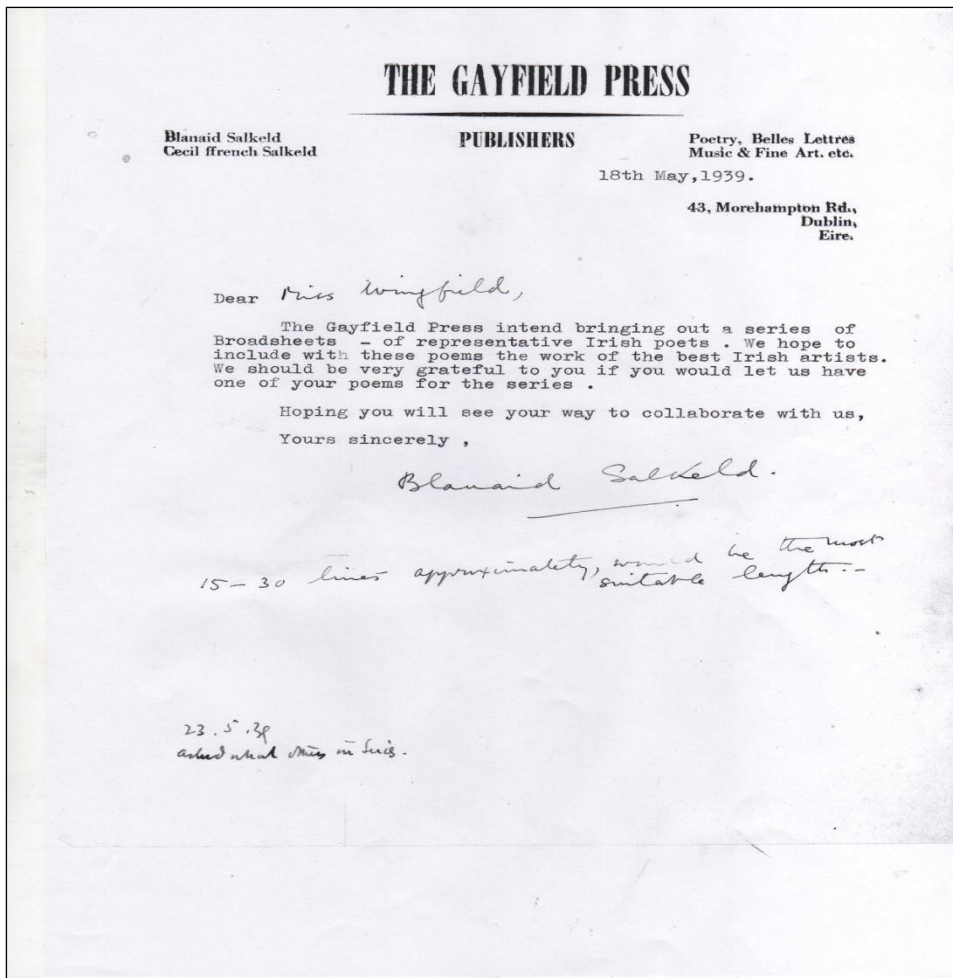 THE GAYFIELD PRESS
Blanaid Salkeld
Cecil ffrench Salkeld
PUBLISHERS
Poetry, Belles Lettres
Music & Fine Art. etc.
18th May,1939.
43, Morehampton Rd.,
Dublin,
Eire.
Dear Miss Wingfield,
The Gayfield Press intend bringing out a series of
Broadsheets - of representative Irish poets . We hope to
include with these poems the work of the best Irish artists.
We should be very grateful to you if you would let us have
one of your poems for the series .
Hoping you will see your way to collaborate with us,
Yours sincerely ,
Blanaid Salkeld.
15-30 lines approximately, would be the most
suitable length.-
23.5.39
asked what others in Series.